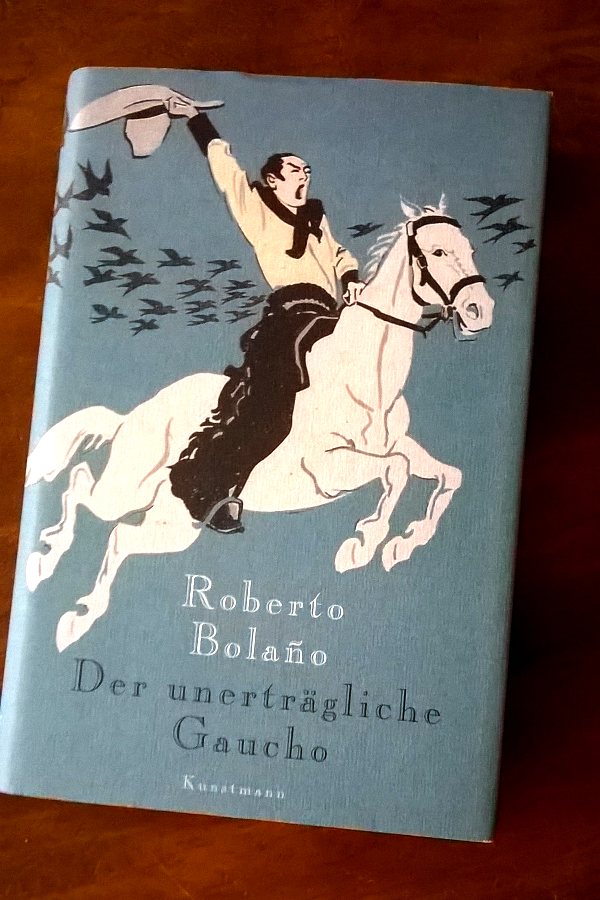 Roberto
Bolaño
Der unerträgliche
Gaucho
Kunstmann